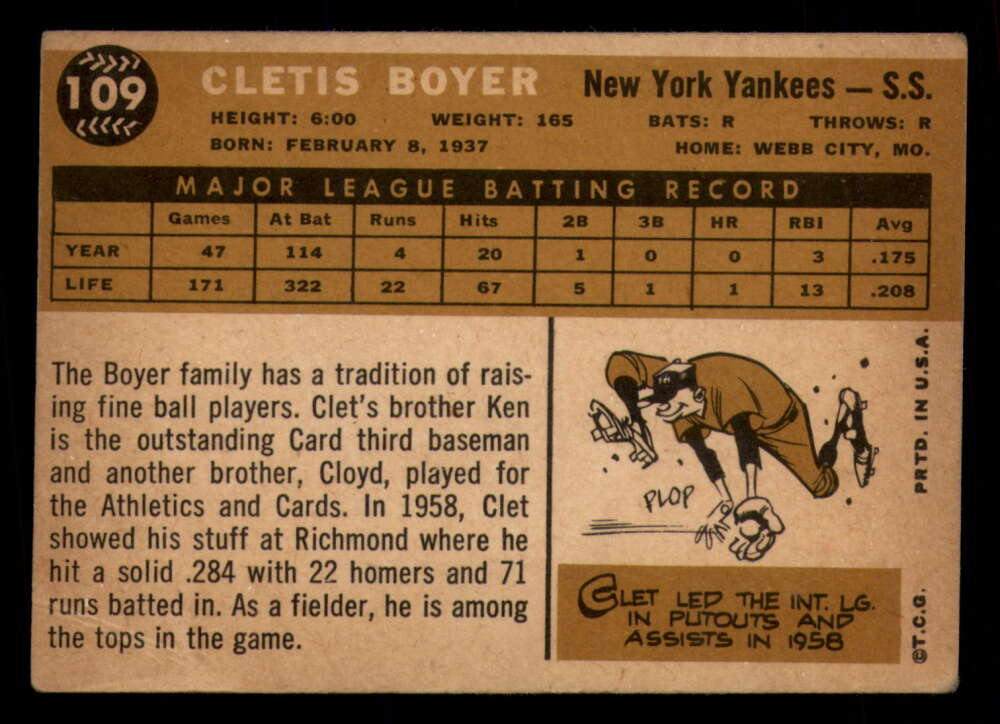 109
CLETIS BOYER New York Yankees — S.S.
HEIGHT: 6:00 WEIGHT: 165 BATS: R THROWS: R
BORN: FEBRUARY 8, 1937 HOME: WEBB CITY, MO.
MAJOR LEAGUE BATTING RECORD
Games At Bat Runs Hits 2B 3B HR RBI Avg
YEAR 47 114 4 20 1 0 0 3 .175
LIFE 171 322 22 67 5 1 1 13 .208
The Boyer family has a tradition of rais-
ing fine ball players. Clet's brother Ken
is the outstanding Card third baseman
and another brother, Cloyd, played for
the Athletics and Cards. In 1958, Clet
showed his stuff at Richmond where he
hit a solid .284 with 22 homers and 71
runs batted in. As a fielder, he is among
the tops in the game.
PLOP
CLET LED THE INT. LG.
IN PUTOUTS AND
ASSISTS IN 1958
PRTD. IN U.S.A.
©T.C.G.